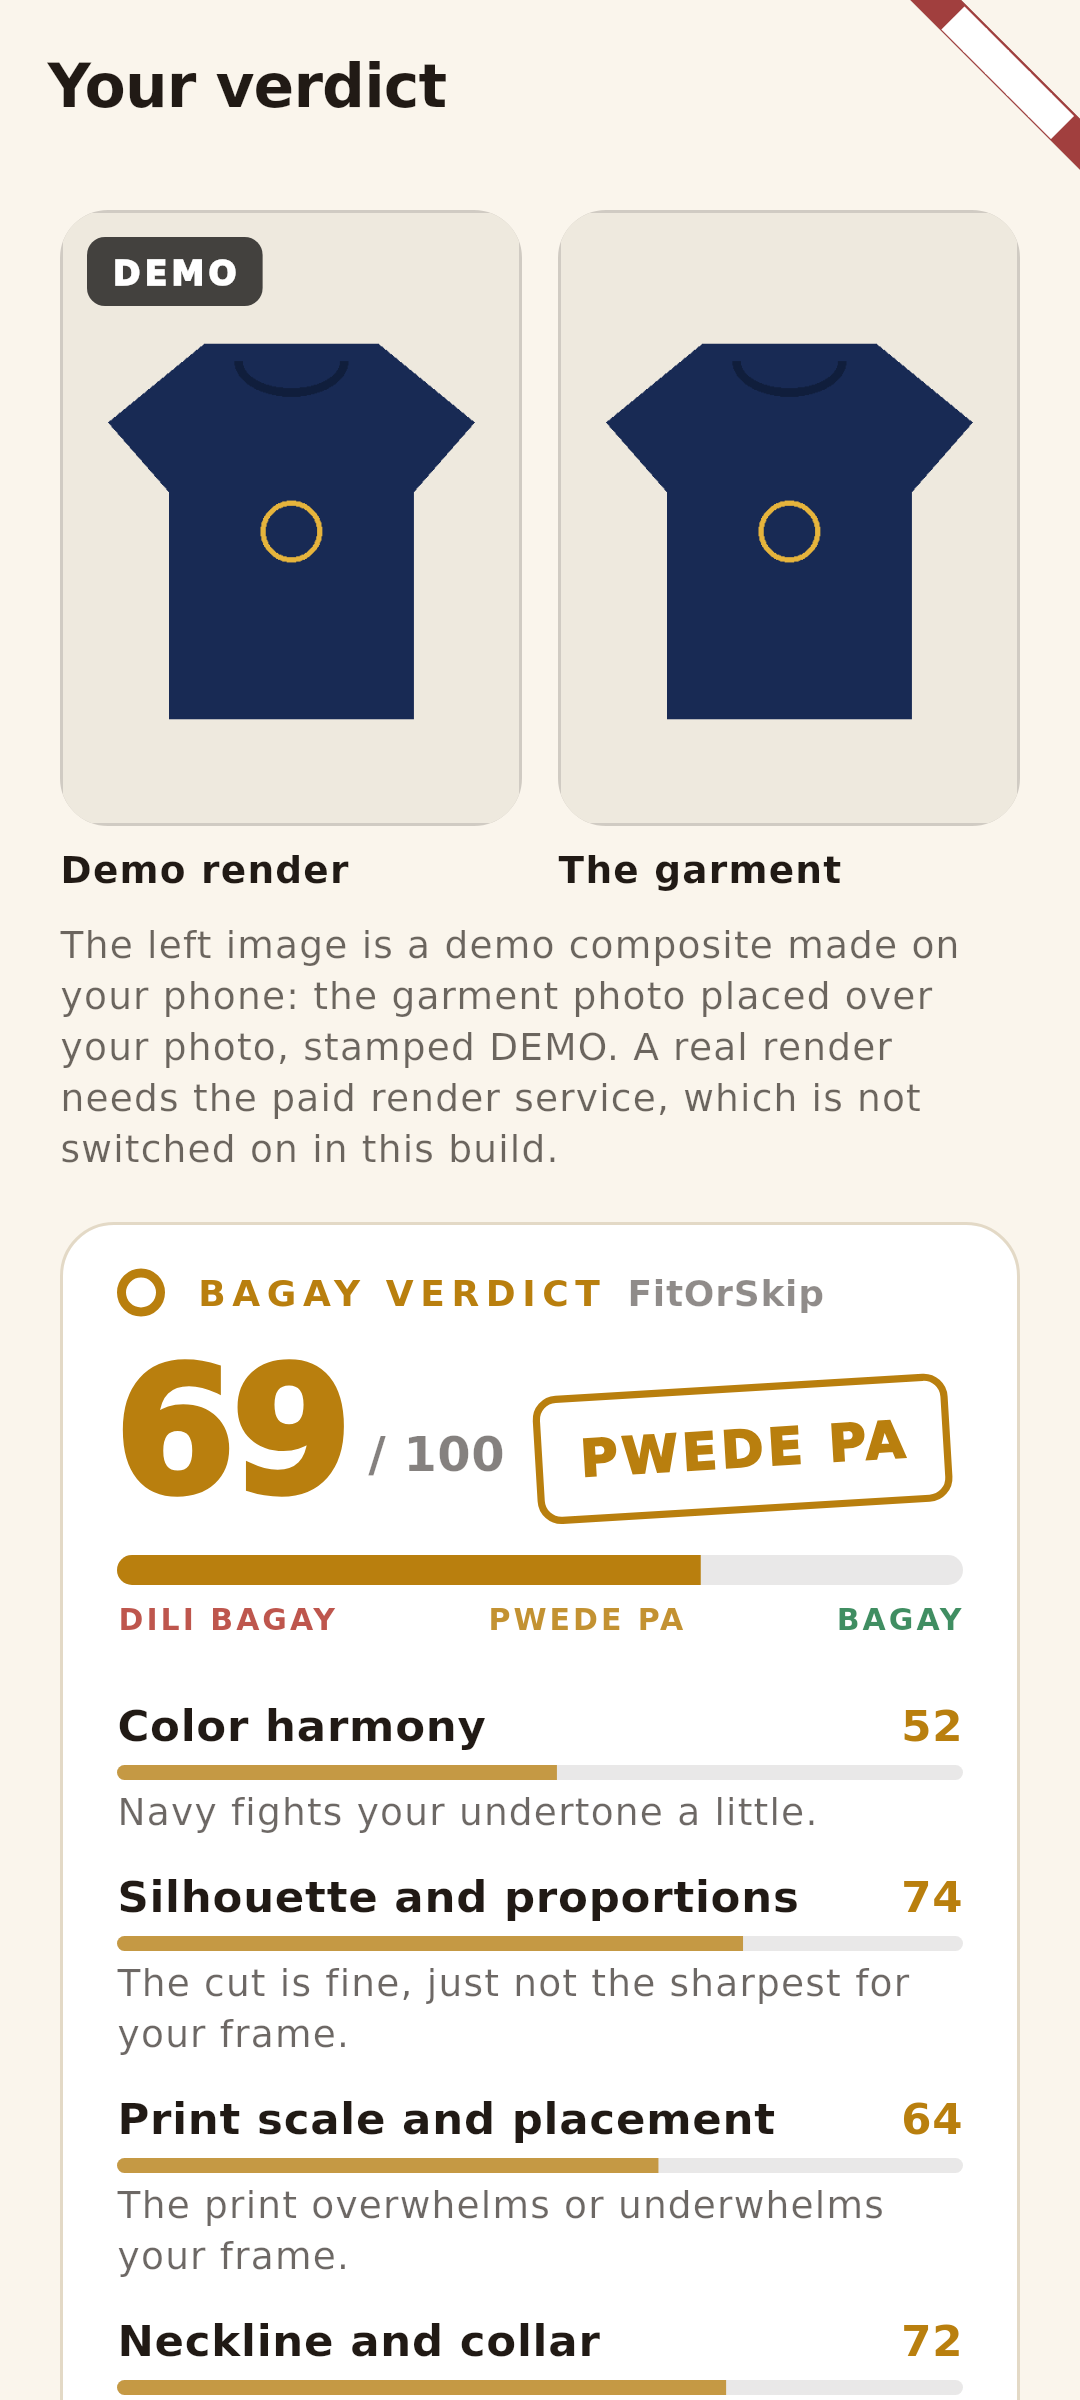 Your verdict
DEMO
Demo render
The garment
The left image is a demo composite made on
your phone: the garment photo placed over
your photo, stamped DEMO. A real render
needs the paid render service, which is not
switched on in this build.
BAGAY VERDICT FitOrSkip
69 / 100
PWEDE PA
DILI BAGAY PWEDE PA BAGAY
Color harmony 52
Navy fights your undertone a little.
Silhouette and proportions 74
The cut is fine, just not the sharpest for
your frame.
Print scale and placement 64
The print overwhelms or underwhelms
your frame.
Neckline and collar 72